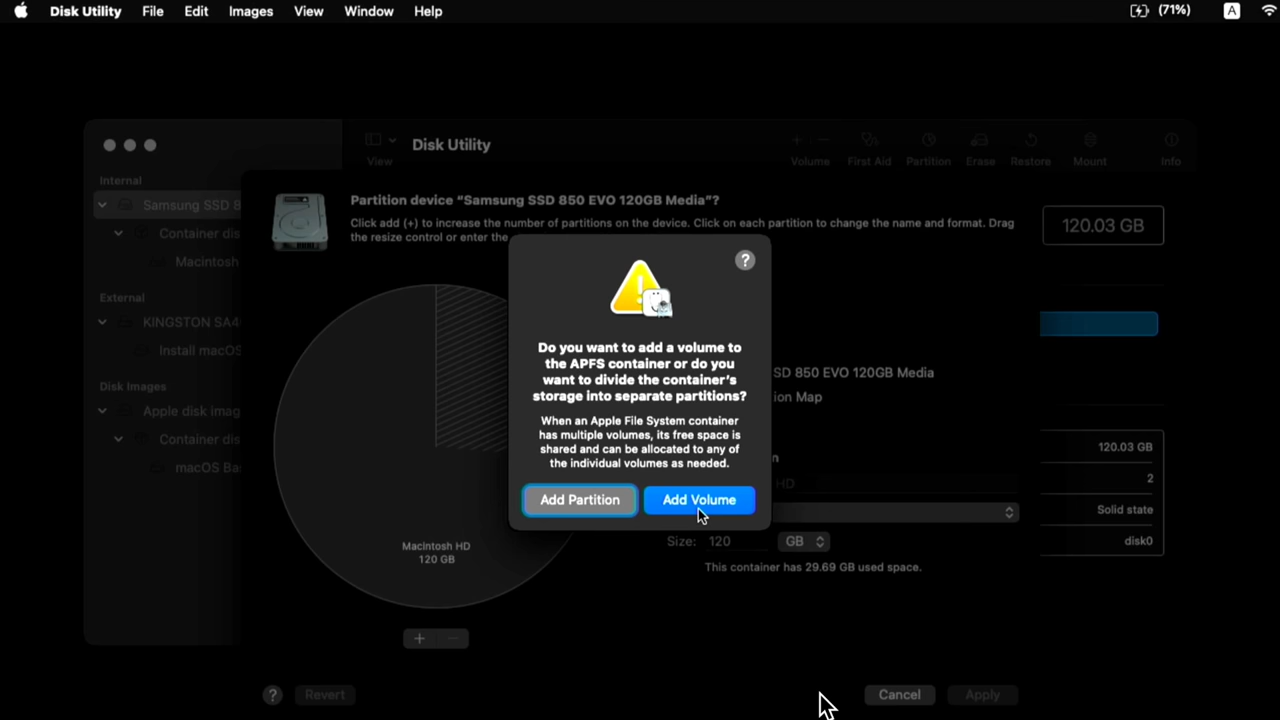 Disk Utility File Edit Images View Window Help (71%) A
Disk Utility
View
Volume First Aid Partition Erase Restore Mount Info
Internal
Samsung SSD 8
Container dis
Macintosh
External
KINGSTON SA4
Install macOS
Disk Images
Apple disk imag
Container dis
macOS Ba
Partition device “Samsung SSD 850 EVO 120GB Media”?
Click add (+) to increase the number of partitions on the device. Click on each partition to change the name and format. Drag
the resize control or enter the
120.03 GB
?
Do you want to add a volume to
the APFS container or do you
want to divide the container’s
storage into separate partitions?
When an Apple File System container
has multiple volumes, its free space is
shared and can be allocated to any of
the individual volumes as needed.
Add Partition Add Volume
SD 850 EVO 120GB Media
ion Map
n
HD
120.03 GB
2
Solid state
disk0
Macintosh HD
120 GB
Size: 120 GB
This container has 29.69 GB used space.
+ −
? Revert Cancel Apply